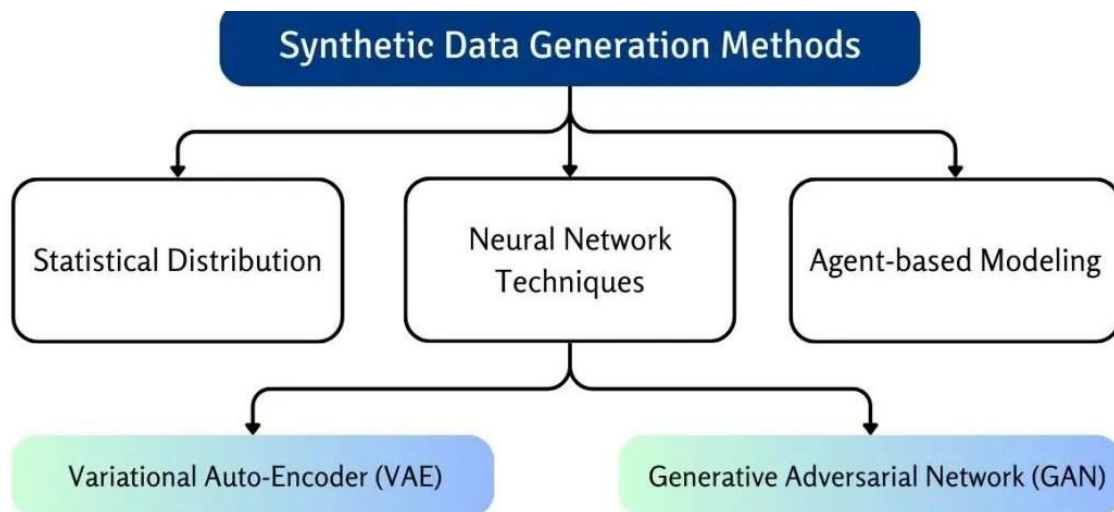 Synthetic Data Generation Methods
Statistical Distribution
Neural Network
Techniques
Agent-based Modeling
Variational Auto-Encoder (VAE)
Generative Adversarial Network (GAN)